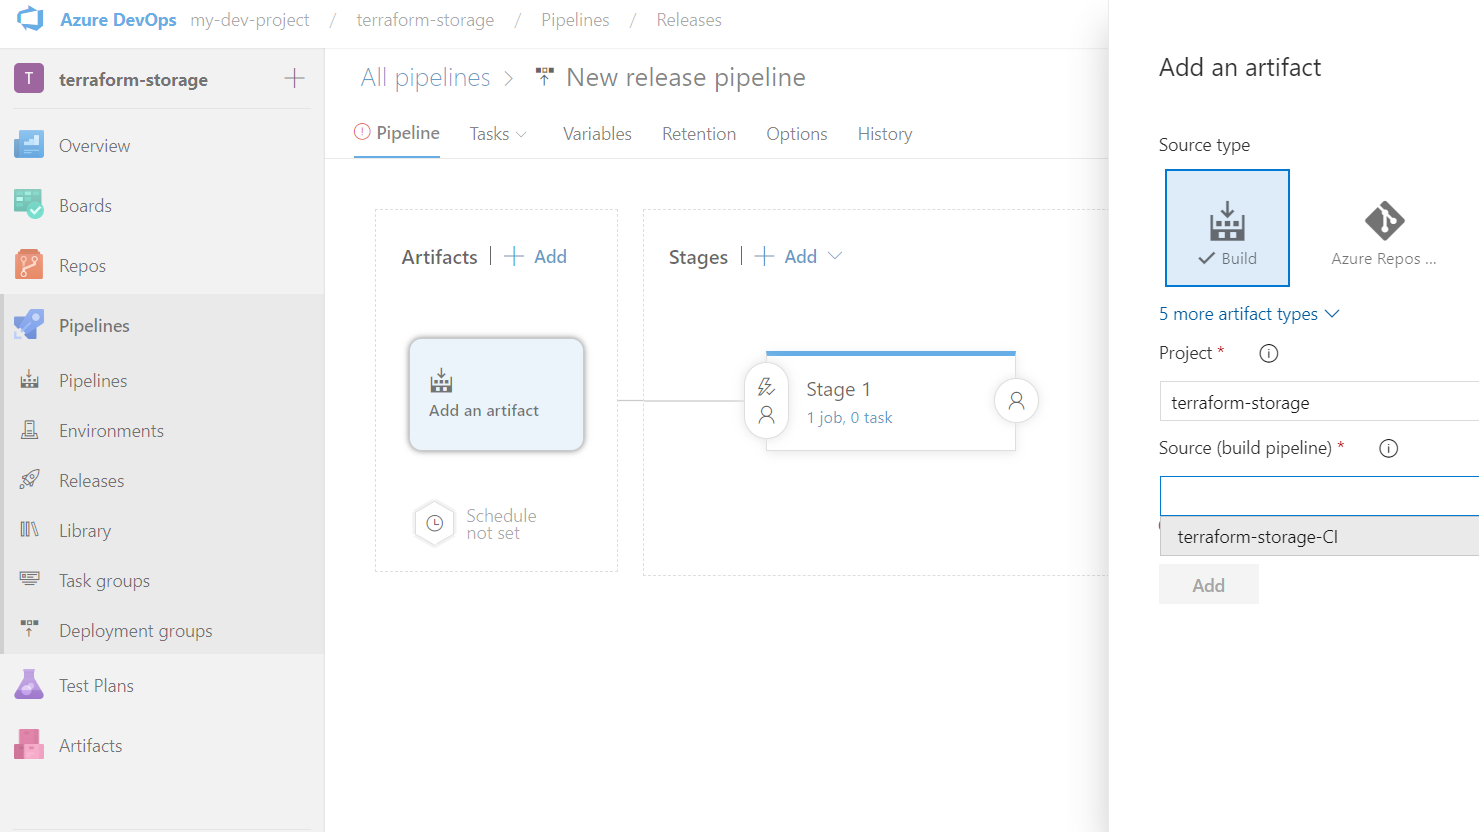 Azure DevOps my-dev-project / terraform-storage / Pipelines / Releases
T terraform-storage
Overview
Boards
Repos
Pipelines
Pipelines
Environments
Releases
Library
Task groups
Deployment groups
Test Plans
Artifacts
All pipelines > New release pipeline
Pipeline Tasks Variables Retention Options History
Artifacts | + Add
Add an artifact
Schedule
not set
Stages | + Add
Stage 1
1 job, 0 task
Add an artifact
Source type
Build
Azure Repos ...
5 more artifact types
Project *
terraform-storage
Source (build pipeline) *
terraform-storage-CI
Add